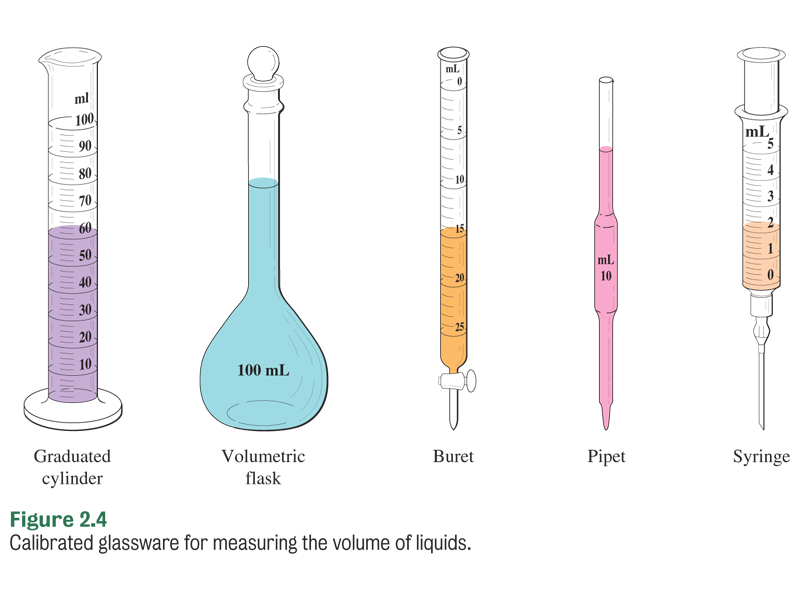 ml
100
90
80
70
60
50
40
30
20
10
Graduated
cylinder
100 mL
Volumetric
flask
mL
0
5
10
15
20
25
Buret
mL
10
Pipet
mL
5
4
3
2
1
0
Syringe
Figure 2.4
Calibrated glassware for measuring the volume of liquids.